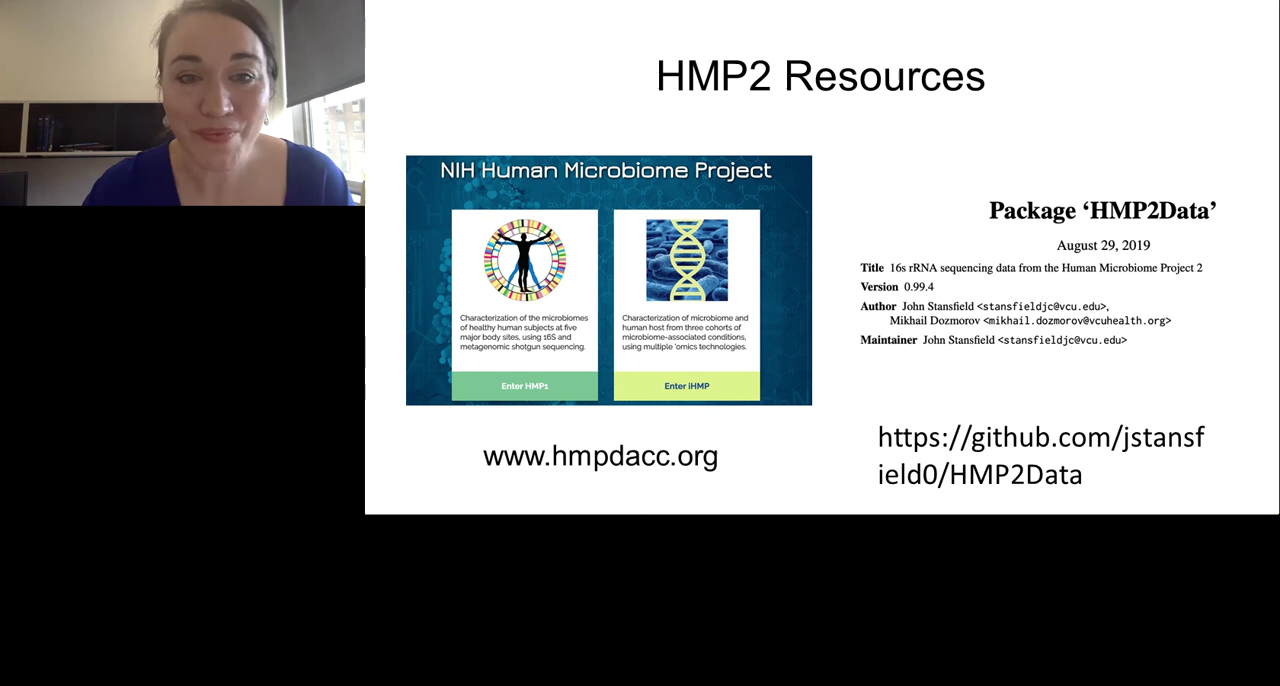 HMP2 Resources
NIH Human Microbiome Project
Characterization of the microbiomes
of healthy human subjects at five
major body sites, using 16S and
metagenomic shotgun sequencing.
Enter HMP1
Characterization of microbiome and
human host from three cohorts of
microbiome-associated conditions,
using multiple 'omics technologies.
Enter iHMP
www.hmpdacc.org
Package ‘HMP2Data’
August 29, 2019
Title 16s rRNA sequencing data from the Human Microbiome Project 2
Version 0.99.4
Author John Stansfield <stansfieldjc@vcu.edu>,
Mikhail Dozmorov <mikhail.dozmorov@vcuhealth.org>
Maintainer John Stansfield <stansfieldjc@vcu.edu>
https://github.com/jstansf
ield0/HMP2Data